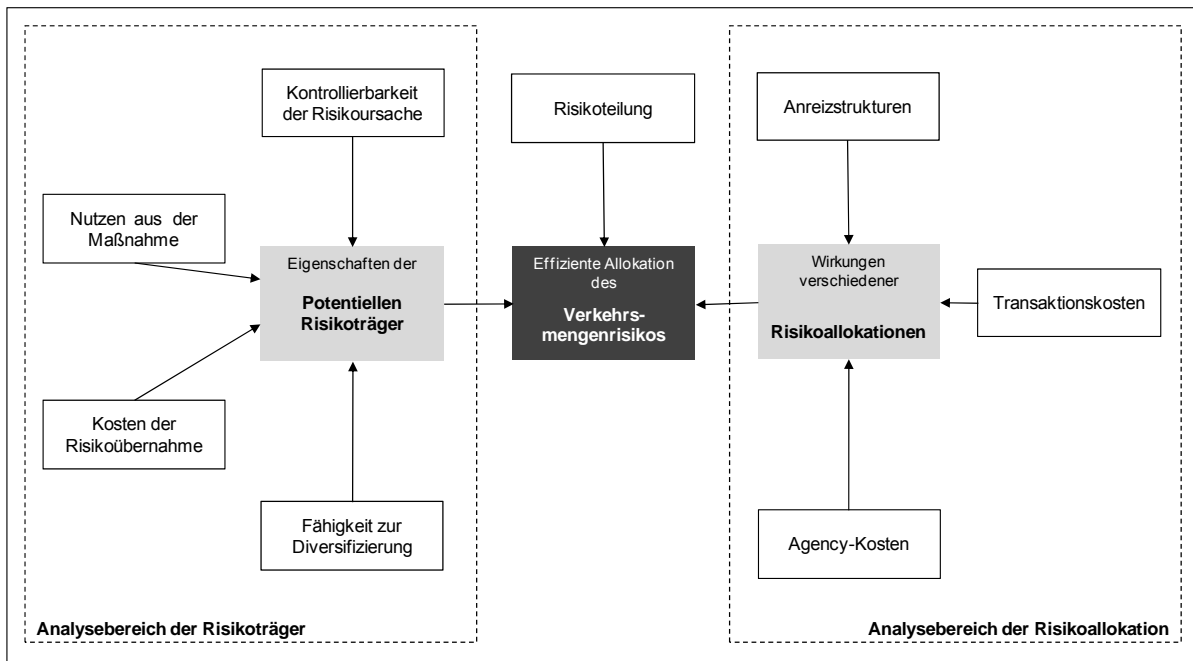 Kontrollierbarkeit
der Risikoursache
Nutzen aus der
Maßnahme
Eigenschaften der
Potentiellen
Risikoträger
Kosten der
Risikoübernahme
Fähigkeit zur
Diversifizierung
Analysebereich der Risikoträger
Risikoteilung
Effiziente Allokation
des
Verkehrs-
mengenrisikos
Anreizstrukturen
Wirkungen
verschiedener
Risikoallokationen
Transaktionskosten
Agency-Kosten
Analysebereich der Risikoallokation